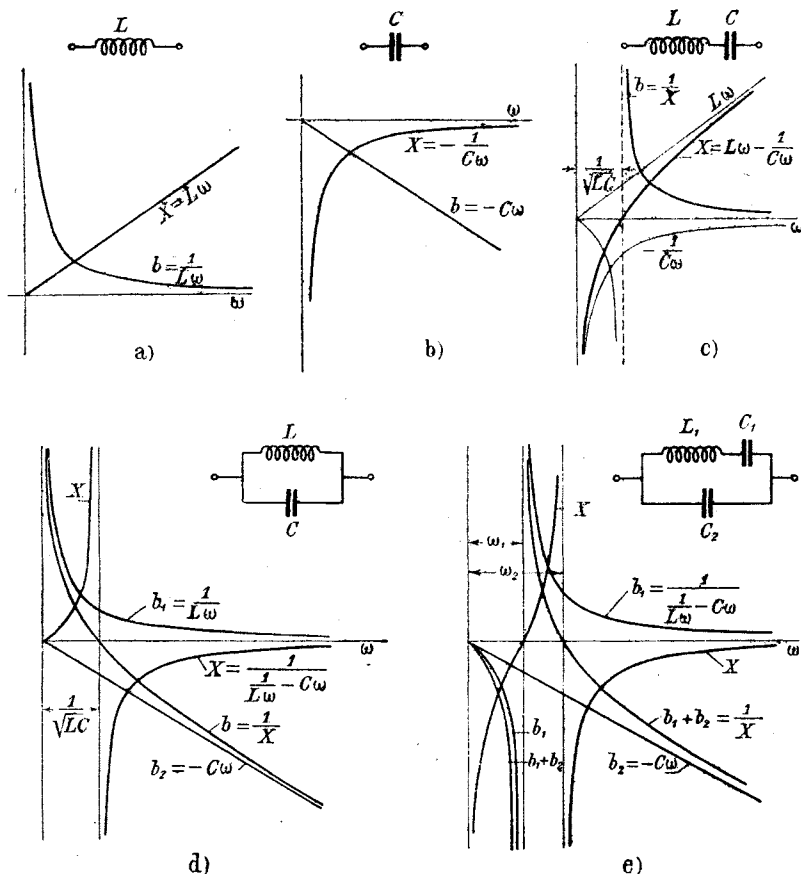 L
X=Lω
b=1/Lω
ω
a)
C
ω
X=-1/Cω
b=-Cω
b)
L C
b=1/X
Lω
X=Lω-1/Cω
1/√LC
ω
-1/Cω
c)
L
C
X
b₁=1/Lω
ω
X=1/(1/Lω-Cω)
1/√LC
b=1/X
b₂=-Cω
d)
L₁ C₁
C₂
X
ω₁
ω₂
b₁=1/(1/Lω-Cω)
ω
X
b₁
b₁+b₂=1/X
b₁+b₂
b₂=-Cω
e)